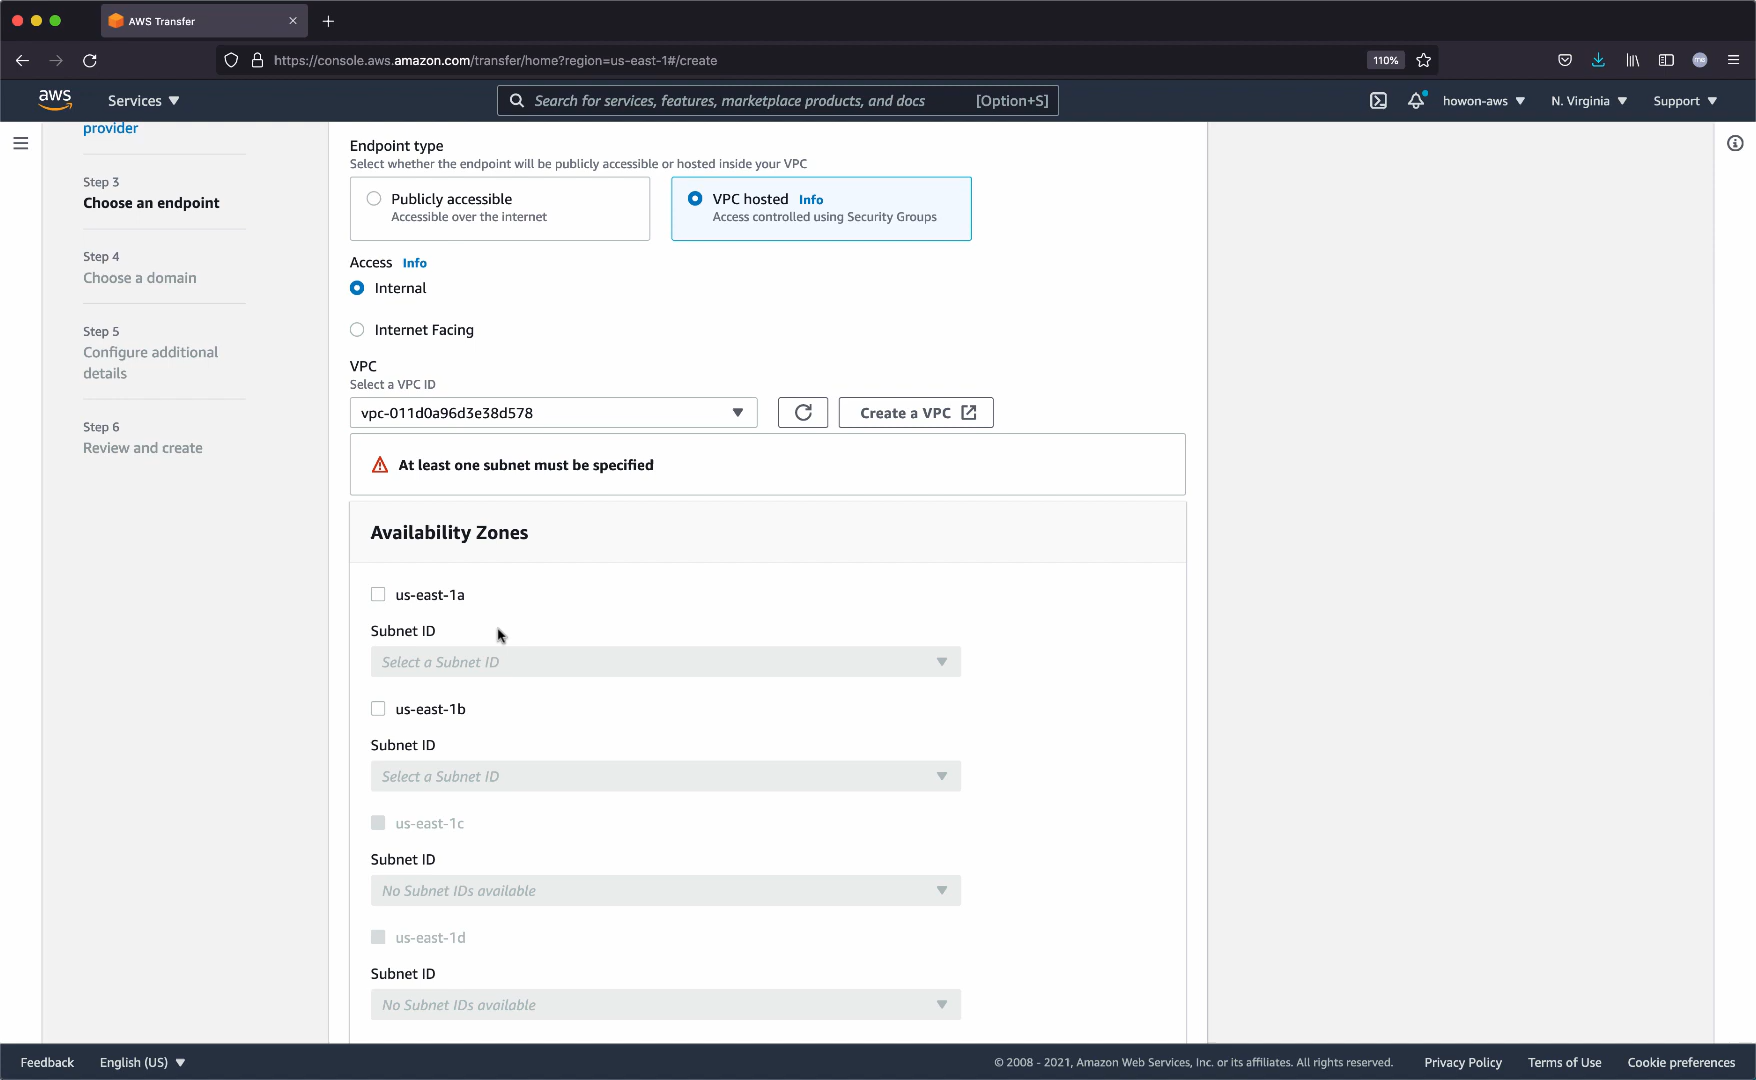 AWS Transfer
https://console.aws.amazon.com/transfer/home?region=us-east-1#/create
110%
aws
Services
Search for services, features, marketplace products, and docs
[Option+S]
howon-aws
N. Virginia
Support
provider
Step 3
Choose an endpoint
Step 4
Choose a domain
Step 5
Configure additional
details
Step 6
Review and create
Endpoint type
Select whether the endpoint will be publicly accessible or hosted inside your VPC
Publicly accessible
Accessible over the internet
VPC hosted Info
Access controlled using Security Groups
Access Info
Internal
Internet Facing
VPC
Select a VPC ID
vpc-011d0a96d3e38d578
Create a VPC
At least one subnet must be specified
Availability Zones
us-east-1a
Subnet ID
Select a Subnet ID
us-east-1b
Subnet ID
Select a Subnet ID
us-east-1c
Subnet ID
No Subnet IDs available
us-east-1d
Subnet ID
No Subnet IDs available
Feedback
English (US)
© 2008 - 2021, Amazon Web Services, Inc. or its affiliates. All rights reserved.
Privacy Policy
Terms of Use
Cookie preferences